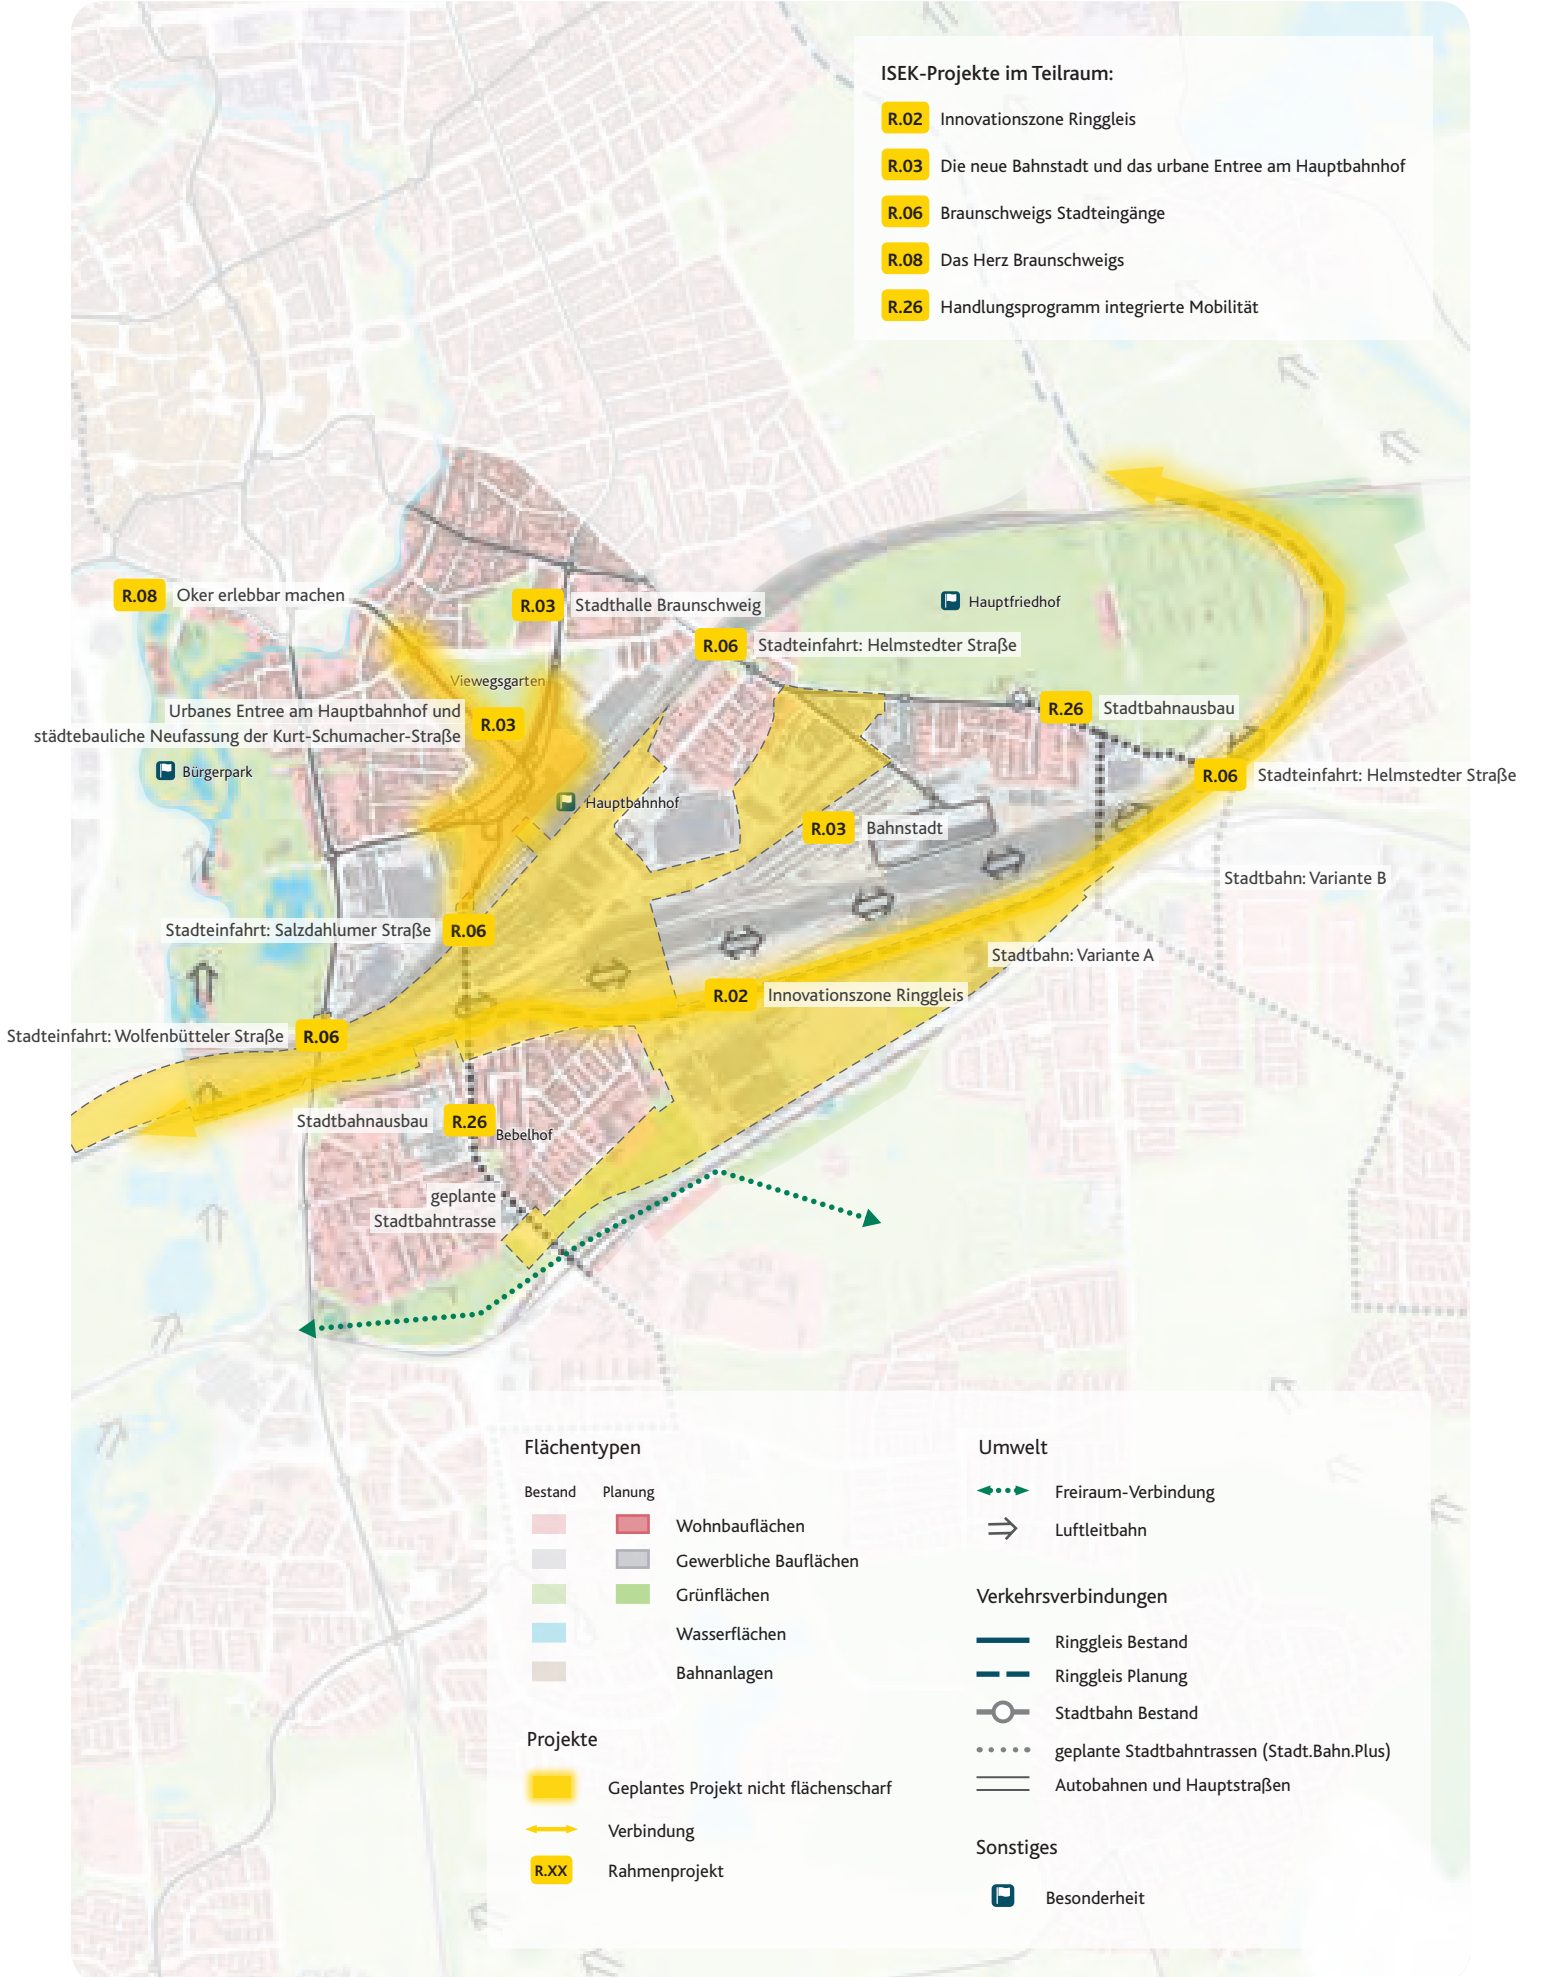 ISEK-Projekte im Teilraum:
R.02 Innovationszone Ringgleis
R.03 Die neue Bahnstadt und das urbane Entree am Hauptbahnhof
R.06 Braunschweigs Stadteingänge
R.08 Das Herz Braunschweigs
R.26 Handlungsprogramm integrierte Mobilität
R.08 Oker erlebbar machen
R.03 Stadthalle Braunschweig
Hauptfriedhof
R.06 Stadteinfahrt: Helmstedter Straße
Viewegsgarten
Urbanes Entree am Hauptbahnhof und
städtebauliche Neufassung der Kurt-Schumacher-Straße
R.03
R.26 Stadtbahnausbau
Bürgerpark
R.06 Stadteinfahrt: Helmstedter Straße
Hauptbahnhof
R.03 Bahnstadt
Stadtbahn: Variante B
Stadteinfahrt: Salzdahlumer Straße R.06
Stadtbahn: Variante A
R.02 Innovationszone Ringgleis
Stadteinfahrt: Wolfenbütteler Straße R.06
Stadtbahnausbau R.26
Bebelhof
geplante
Stadtbahntrasse
Flächentypen
Bestand Planung
Wohnbauflächen
Gewerbliche Bauflächen
Grünflächen
Wasserflächen
Bahnanlagen
Projekte
Geplantes Projekt nicht flächenscharf
Verbindung
R.XX Rahmenprojekt
Umwelt
Freiraum-Verbindung
Luftleitbahn
Verkehrsverbindungen
Ringgleis Bestand
Ringgleis Planung
Stadtbahn Bestand
geplante Stadtbahntrassen (Stadt.Bahn.Plus)
Autobahnen und Hauptstraßen
Sonstiges
Besonderheit